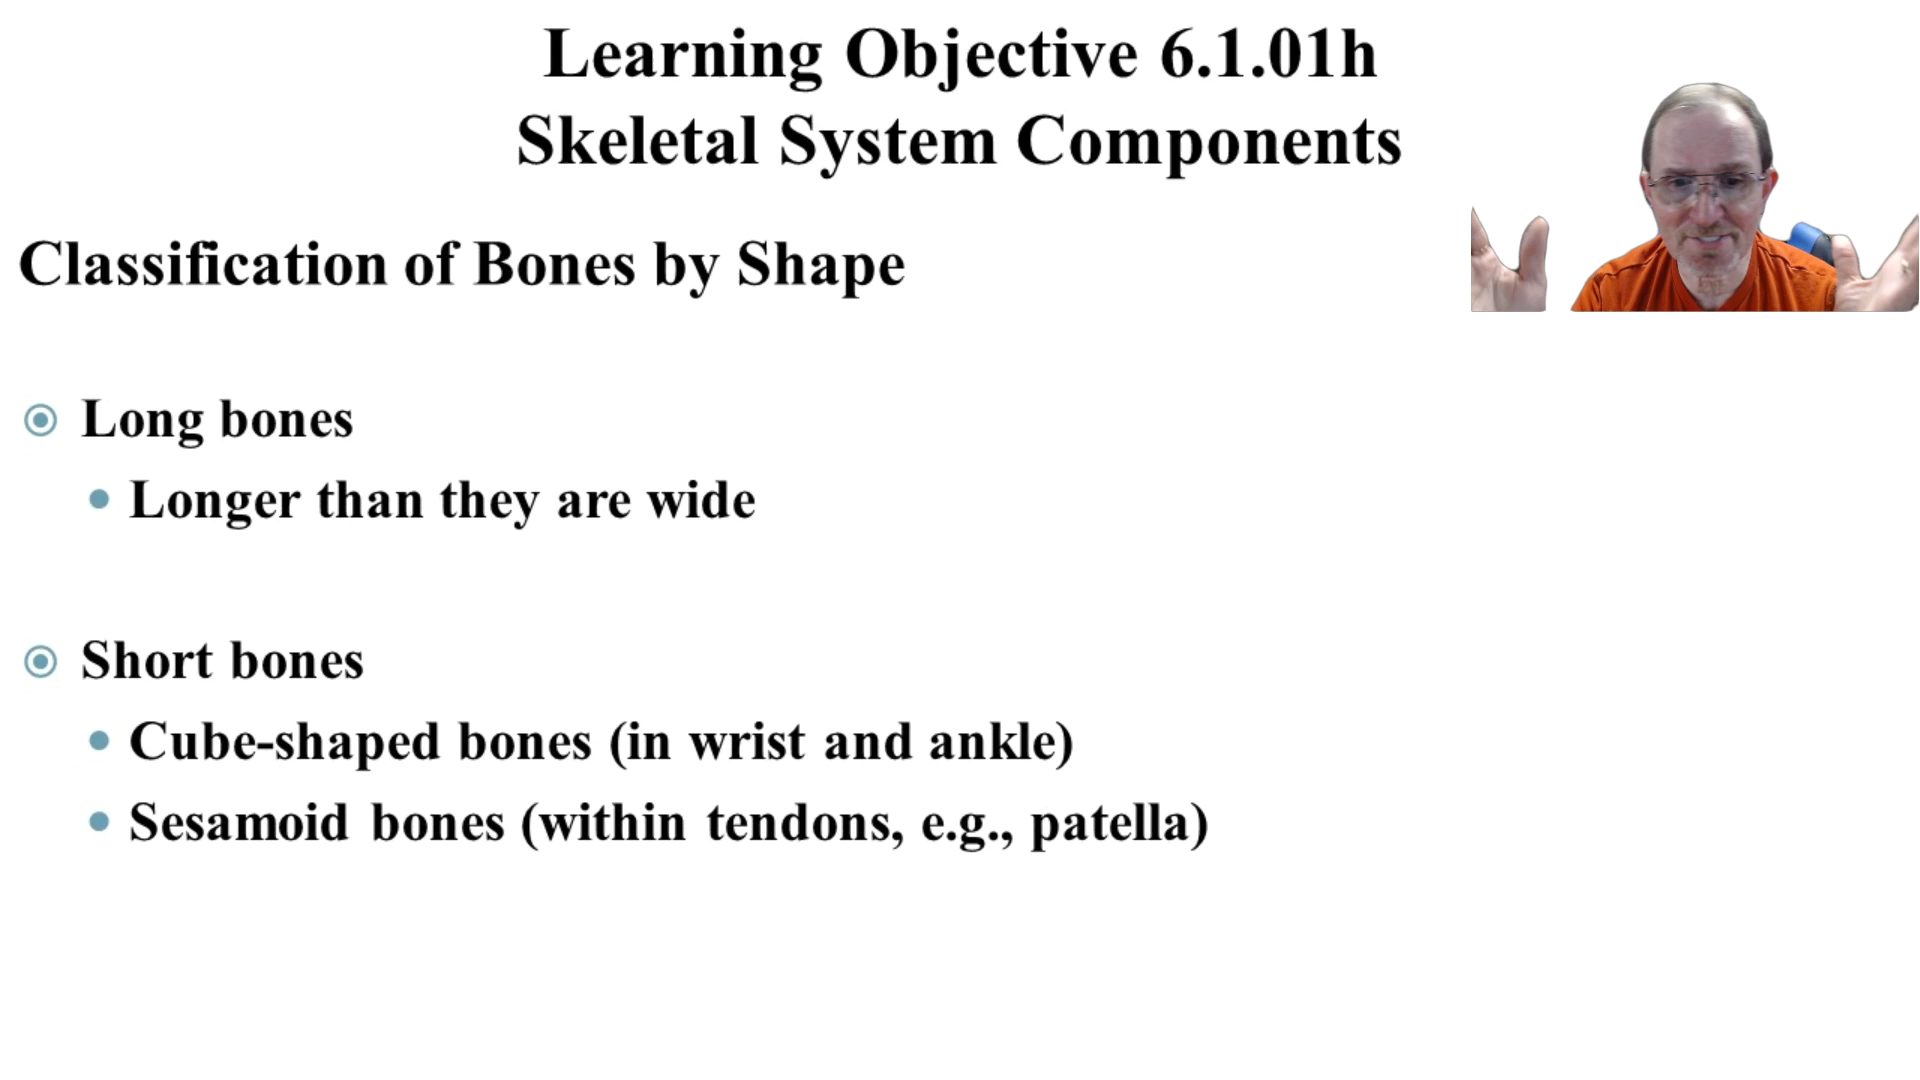 Learning Objective 6.1.01h
Skeletal System Components
Classification of Bones by Shape
Long bones
Longer than they are wide
Short bones
Cube-shaped bones (in wrist and ankle)
Sesamoid bones (within tendons, e.g., patella)